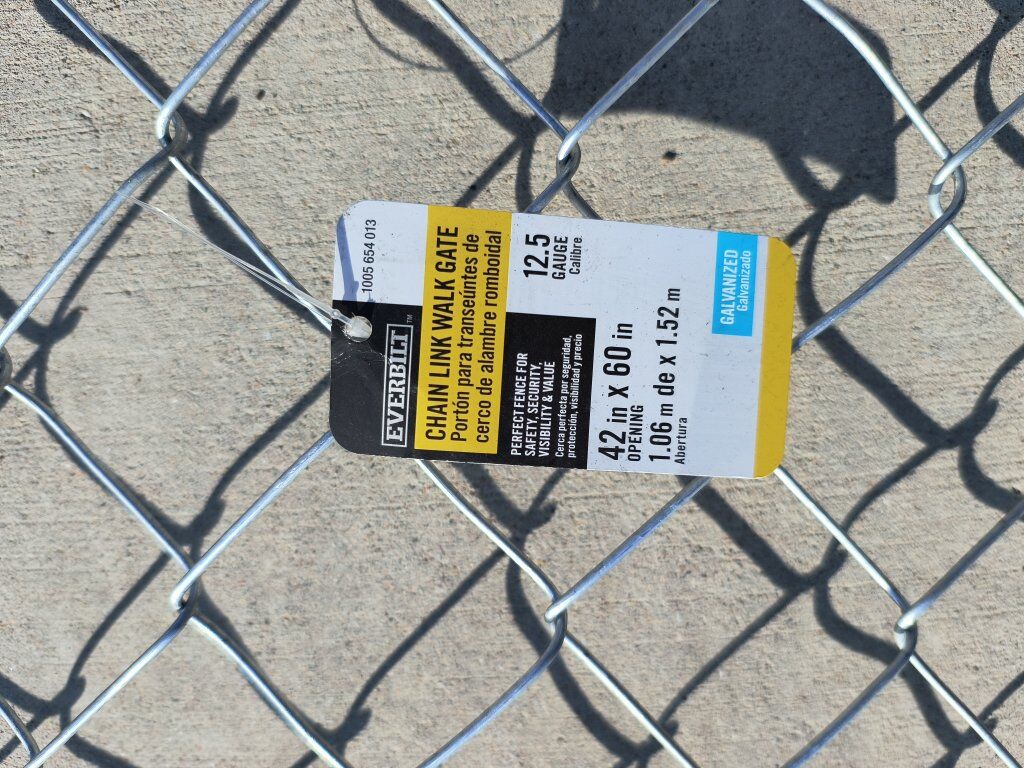 1005 654 013
EVERBILT™
CHAIN LINK WALK GATE
Portón para transeúntes de
cerco de alambre romboidal
PERFECT FENCE FOR
SAFETY, SECURITY,
VISIBILITY & VALUE
Cerca perfecta por seguridad,
protección, visibilidad y precio
12.5
GAUGE
Calibre
42 in X 60 in
OPENING
1.06 m de x 1.52 m
Abertura
GALVANIZED
Galvanizado